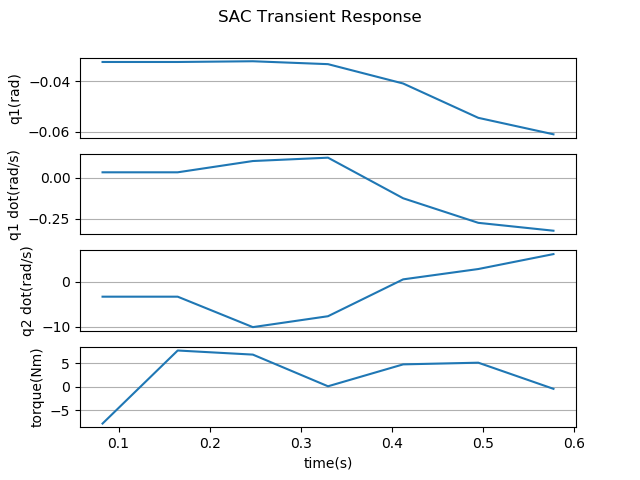 SAC Transient Response
q1(rad)
−0.04
−0.06
q1 dot(rad/s)
0.00
−0.25
q2 dot(rad/s)
0
−10
torque(Nm)
5
0
−5
0.1 0.2 0.3 0.4 0.5 0.6
time(s)